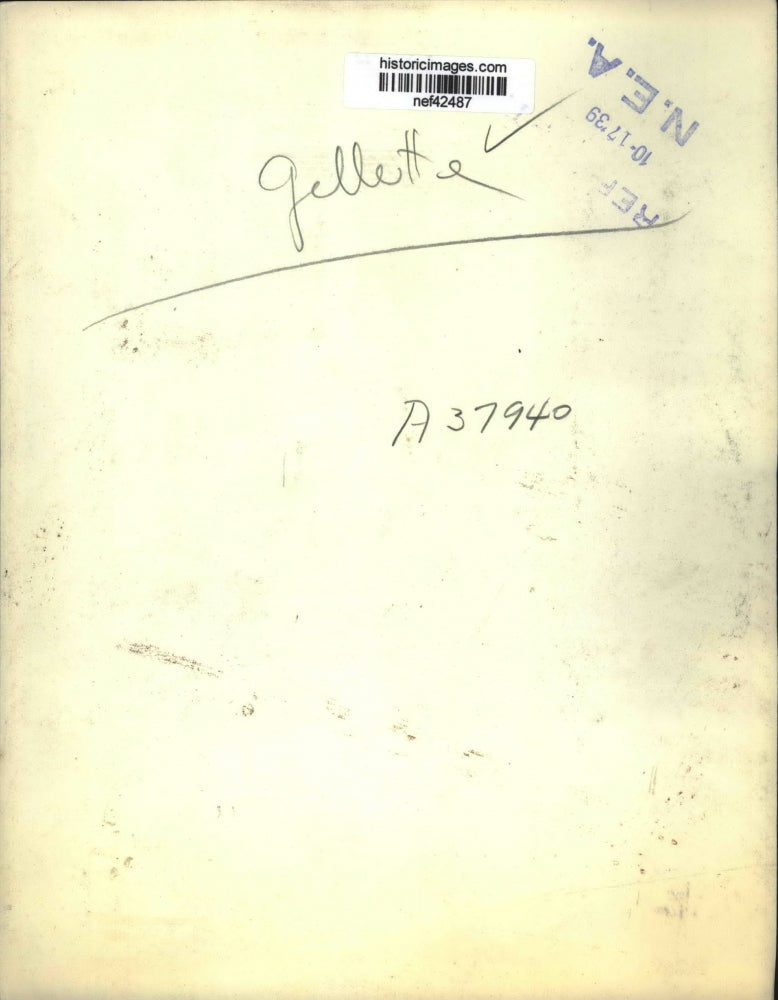 historicimages.com
nef42487
N.E.A.
10-17'39
REF
Gellette
A 37940